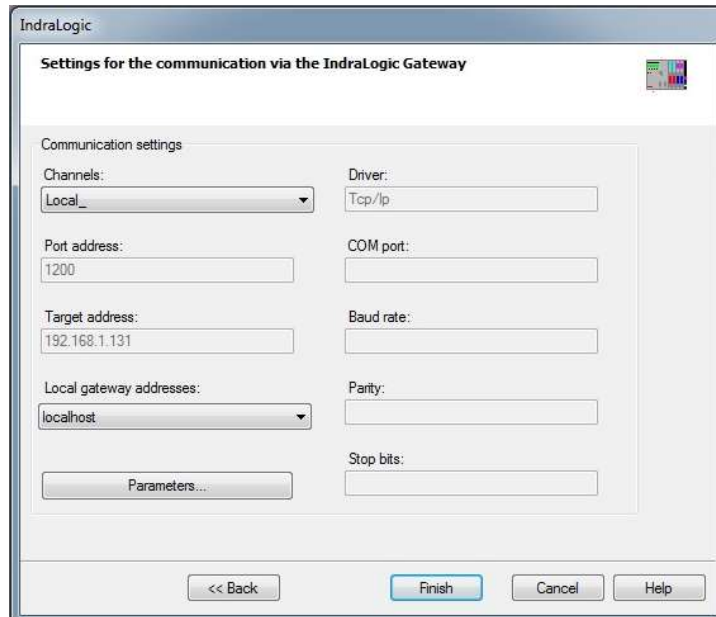 IndraLogic
Settings for the communication via the IndraLogic Gateway
Communication settings
Channels:
Local_
Driver:
Tcp/Ip
Port address:
1200
COM port:
Target address:
192.168.1.131
Baud rate:
Local gateway addresses:
localhost
Parity:
Stop bits:
Parameters...
<< Back
Finish
Cancel
Help